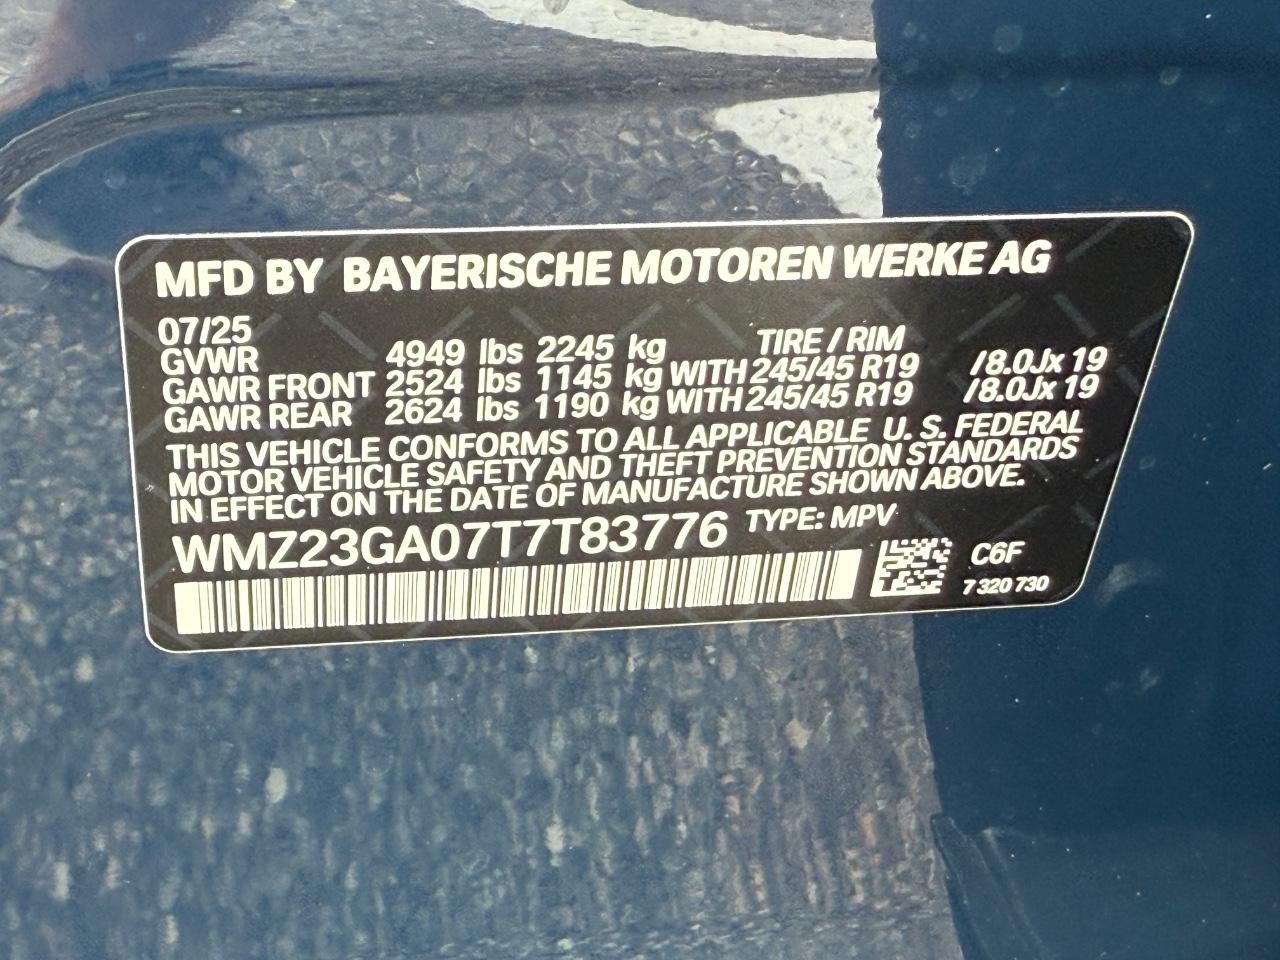 MFD BY BAYERISCHE MOTOREN WERKE AG
07/25 TIRE / RIM
GVWR 4949 lbs 2245 kg
GAWR FRONT 2524 lbs 1145 kg WITH 245/45 R19 /8.0Jx 19
GAWR REAR 2624 lbs 1190 kg WITH 245/45 R19 /8.0Jx 19
THIS VEHICLE CONFORMS TO ALL APPLICABLE U. S. FEDERAL
MOTOR VEHICLE SAFETY AND THEFT PREVENTION STANDARDS
IN EFFECT ON THE DATE OF MANUFACTURE SHOWN ABOVE.
WMZ23GA07T7T83776 TYPE: MPV
C6F
7 320 730